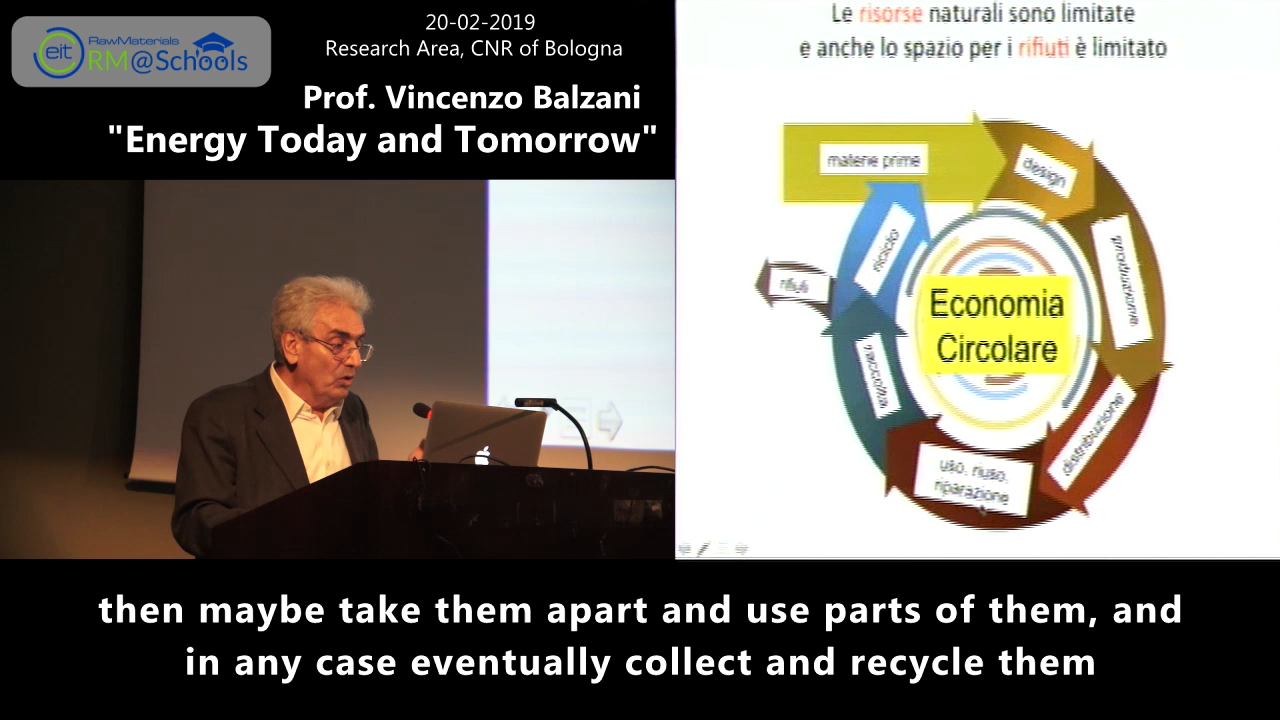 eit RawMaterials
RM@Schools
20-02-2019
Research Area, CNR of Bologna
Prof. Vincenzo Balzani
"Energy Today and Tomorrow"
Le risorse naturali sono limitate
e anche lo spazio per i rifiuti è limitato
materie prime
design
produzione
riciclo
rifiuti
Economia
Circolare
raccolta
distribuzione
uso, riuso,
riparazione
then maybe take them apart and use parts of them, and
in any case eventually collect and recycle them